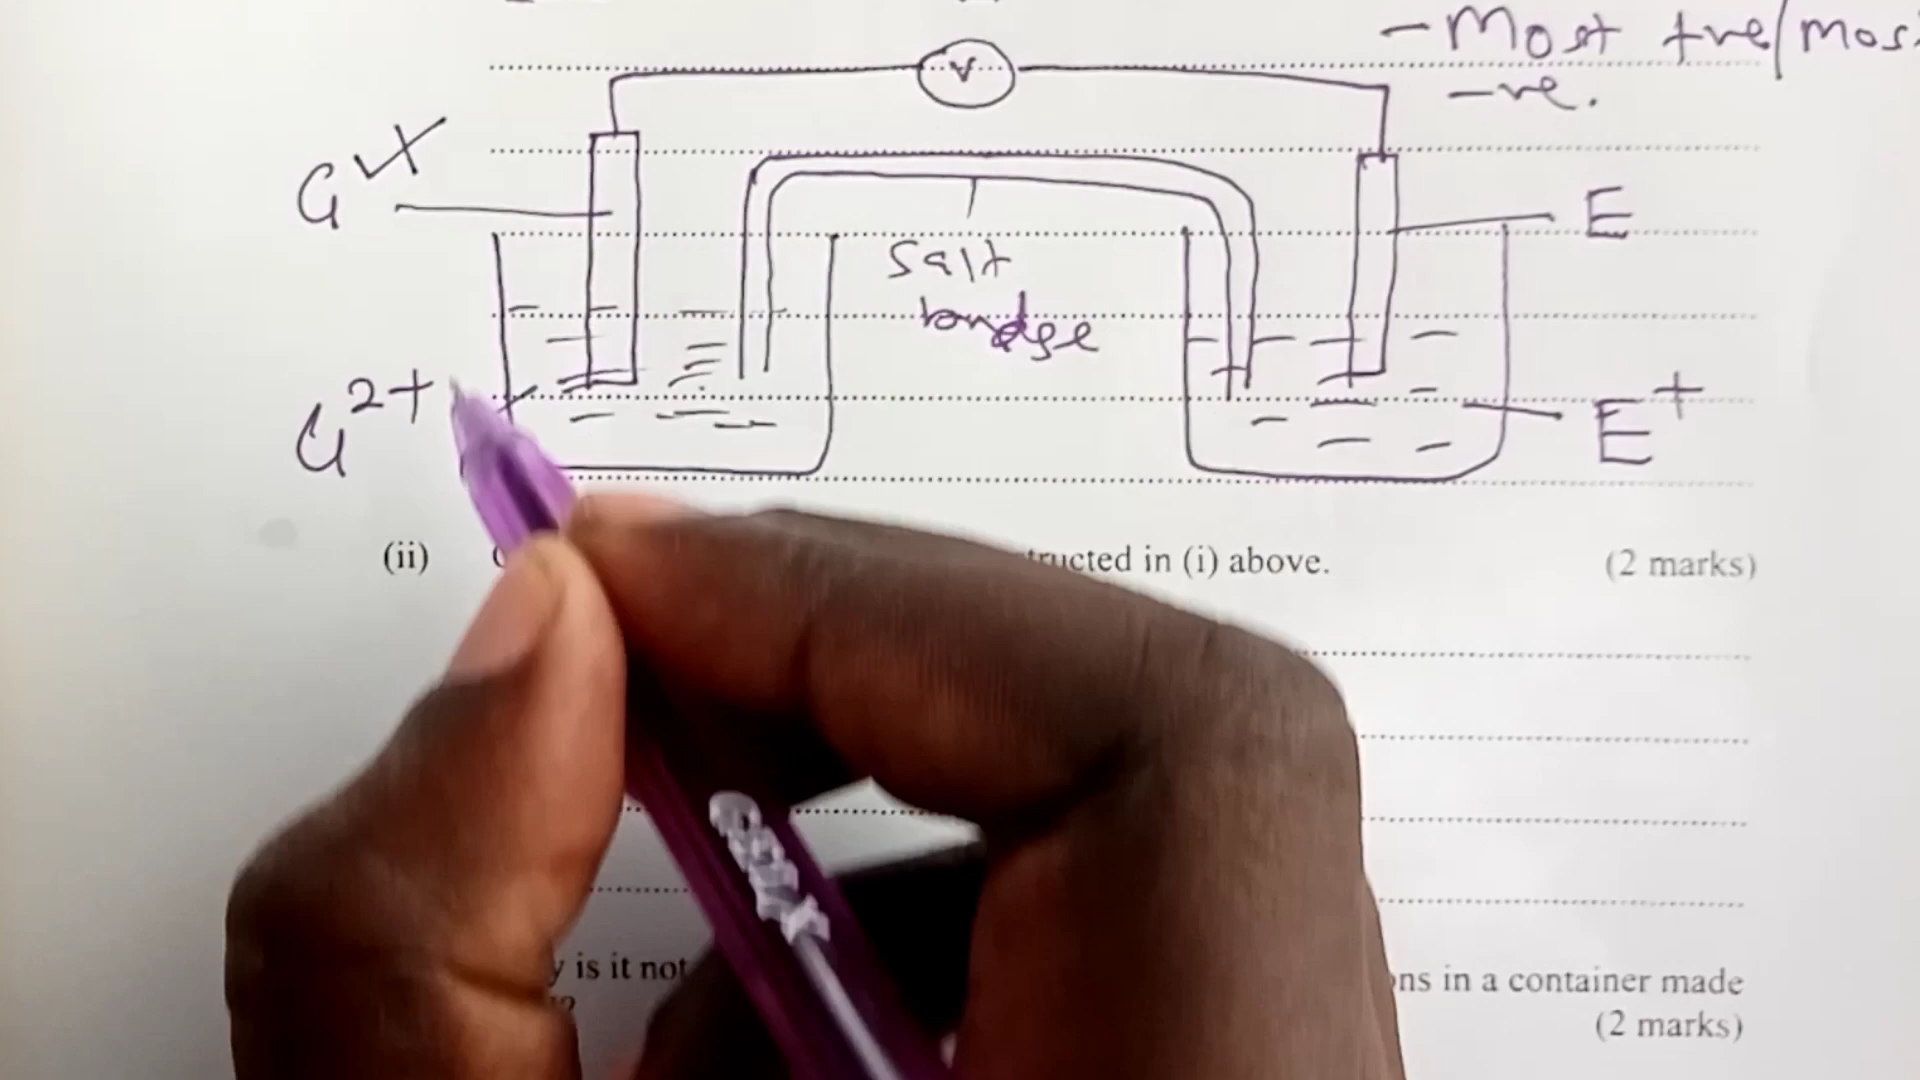 -Most +ve/mos
-ve.
V
G
E
Salt
bridge
G²⁺
E⁺
(ii) tructed in (i) above. (2 marks)
y is it not ons in a container made
(2 marks)